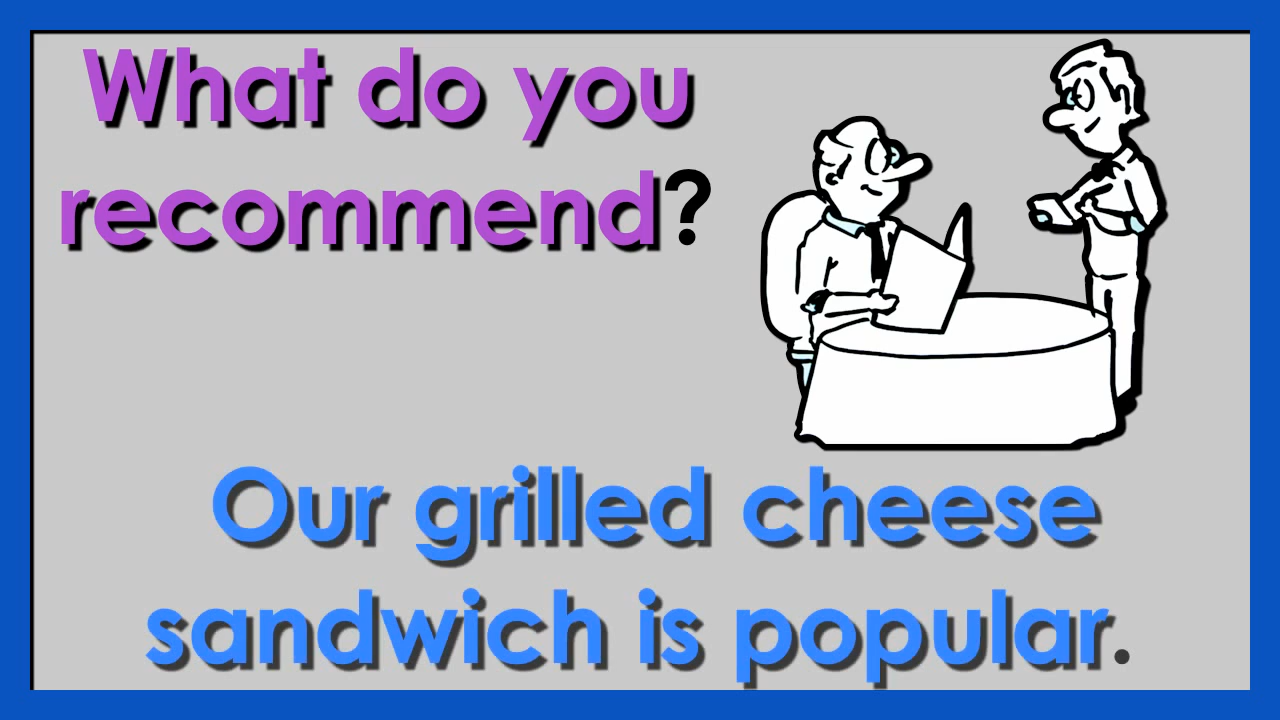 What do you
recommend?
Our grilled cheese
sandwich is popular.